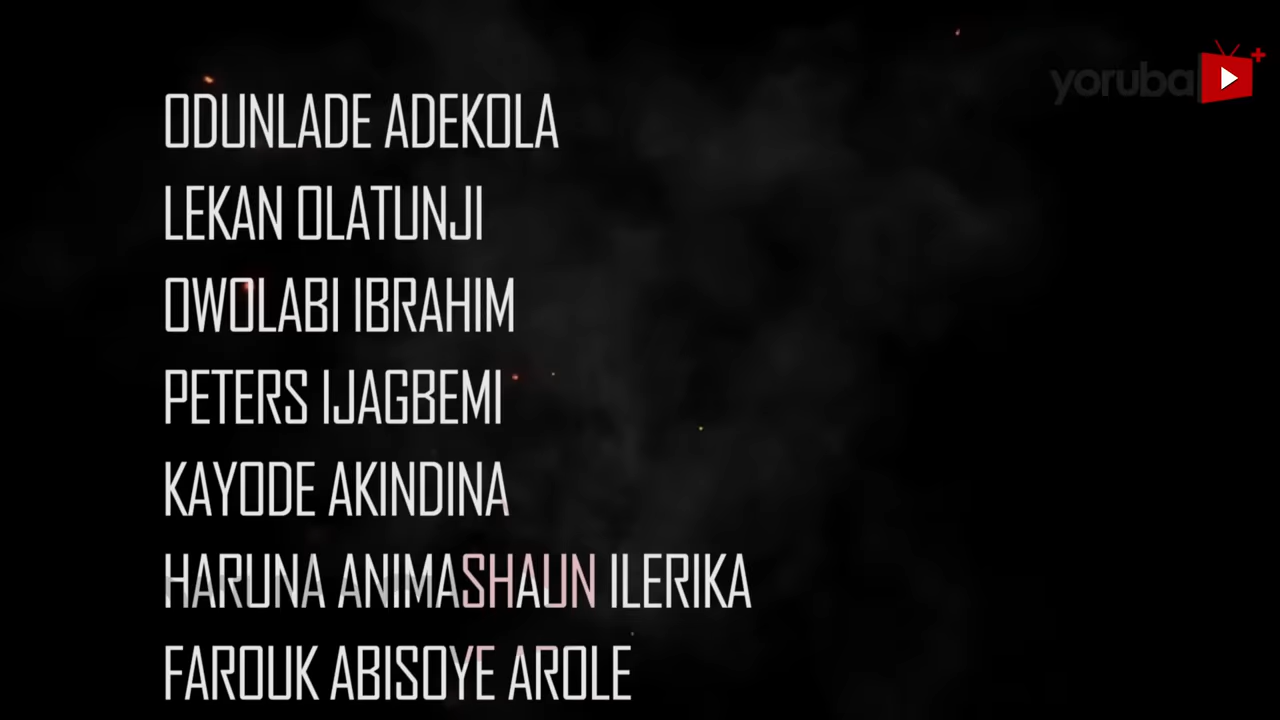 yoruba
ODUNLADE ADEKOLA
LEKAN OLATUNJI
OWOLABI IBRAHIM
PETERS IJAGBEMI
KAYODE AKINDINA
HARUNA ANIMASHAUN ILERIKA
FAROUK ABISOYE AROLE